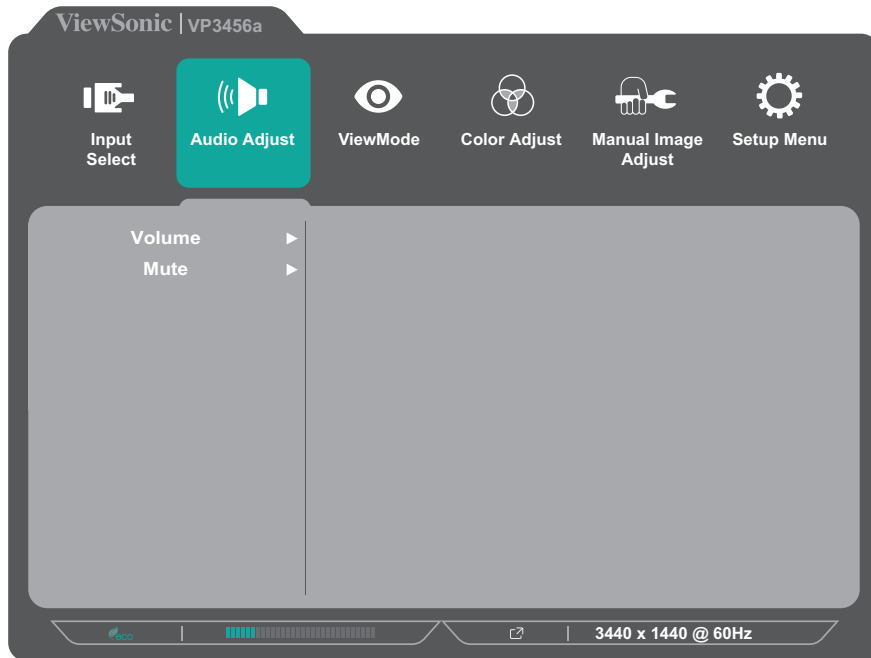 ViewSonic | VP3456a
Input Select
Audio Adjust
ViewMode
Color Adjust
Manual Image Adjust
Setup Menu
Volume
Mute
eco
3440 x 1440 @ 60Hz